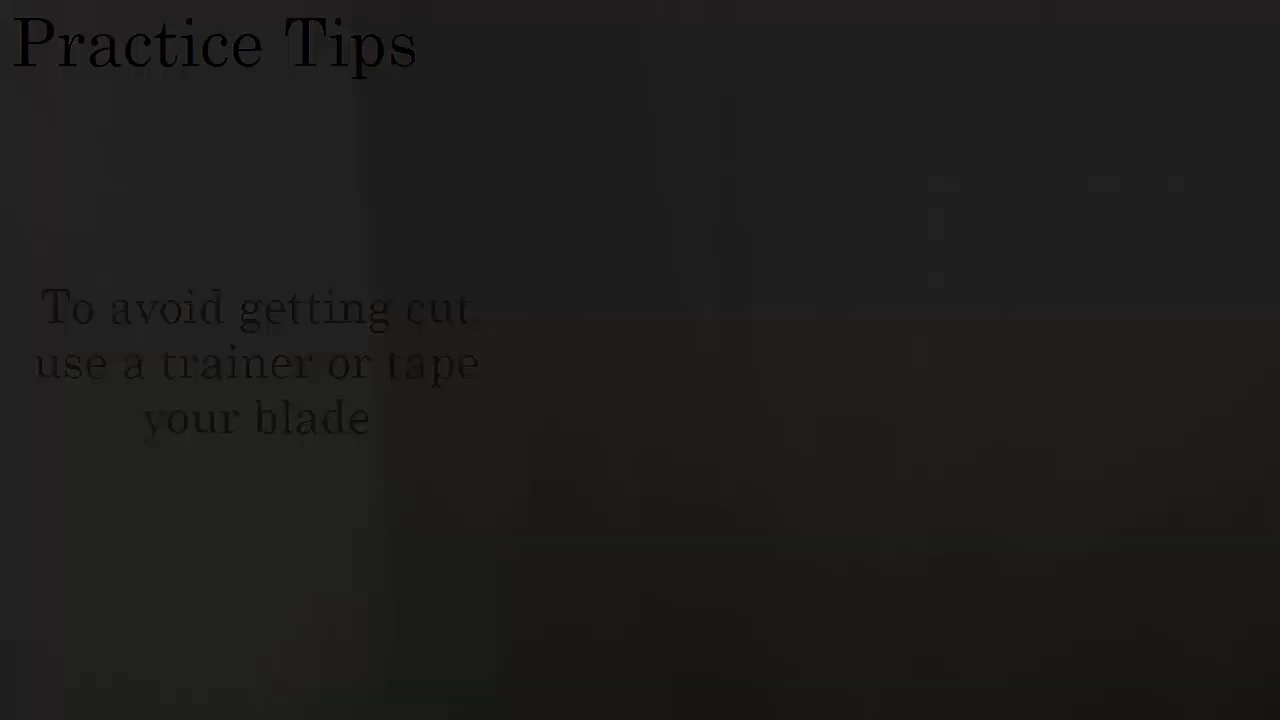 Practice Tips
To avoid getting cut,
use a trainer or tape
your blade